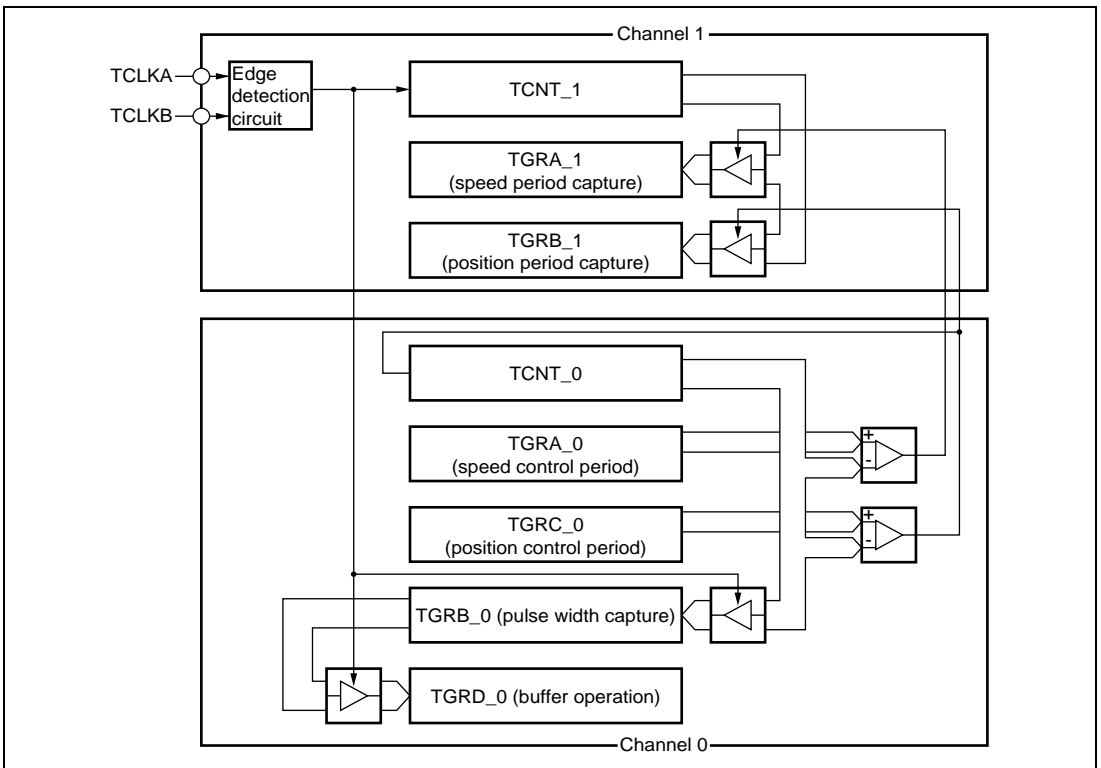 Channel 1
TCLKA
TCLKB
Edge
detection
circuit
TCNT_1
TGRA_1
(speed period capture)
TGRB_1
(position period capture)
TCNT_0
TGRA_0
(speed control period)
+
-
TGRC_0
(position control period)
+
-
TGRB_0 (pulse width capture)
TGRD_0 (buffer operation)
Channel 0